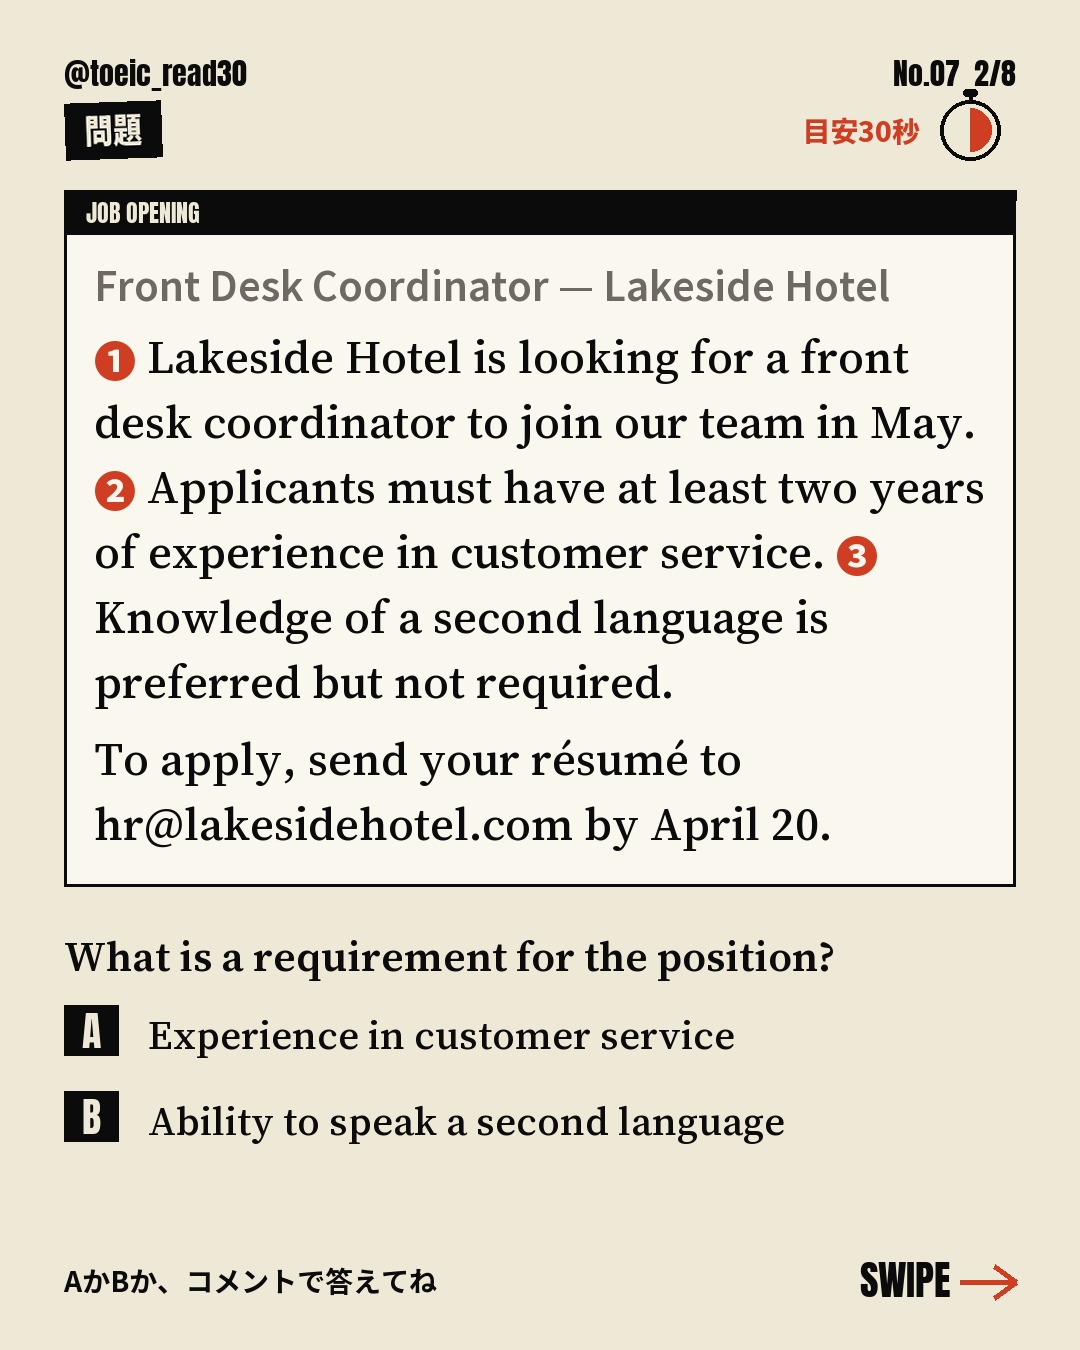 @toeic_read30
No.07 2/8
問題
目安30秒
JOB OPENING
Front Desk Coordinator — Lakeside Hotel
❶ Lakeside Hotel is looking for a front
desk coordinator to join our team in May.
❷ Applicants must have at least two years
of experience in customer service. ❸
Knowledge of a second language is
preferred but not required.
To apply, send your résumé to
hr@lakesidehotel.com by April 20.
What is a requirement for the position?
A Experience in customer service
B Ability to speak a second language
AかBか、コメントで答えてね
SWIPE